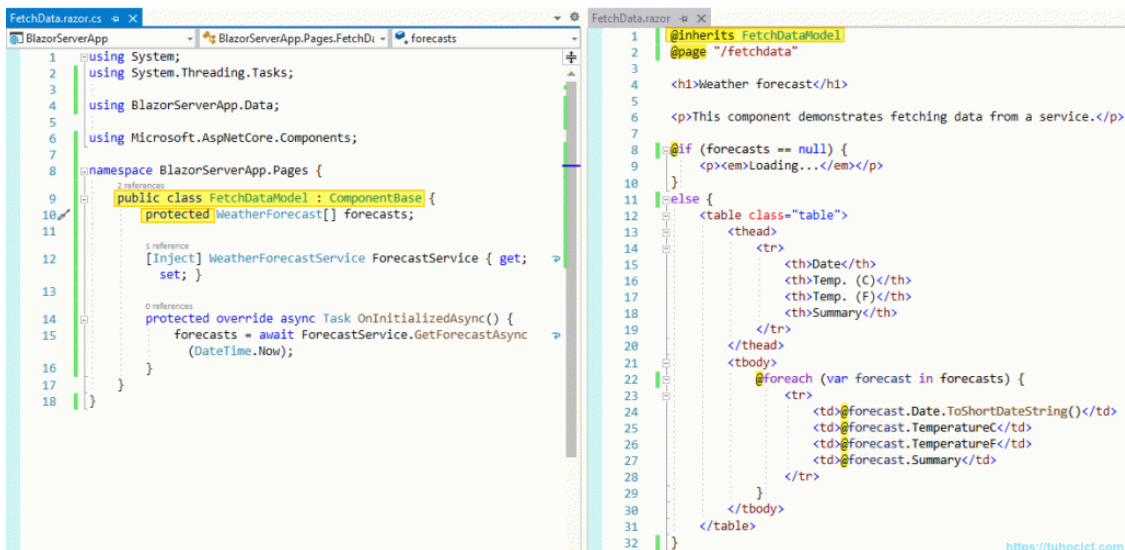 FetchData.razor.cs
BlazorServerApp
BlazorServerApp.Pages.FetchDa
forecasts
1 using System;
2 using System.Threading.Tasks;
3
4 using BlazorServerApp.Data;
5
6 using Microsoft.AspNetCore.Components;
7
8 namespace BlazorServerApp.Pages {
2 references
9 public class FetchDataModel : ComponentBase {
10 protected WeatherForecast[] forecasts;
11
1 reference
12 [Inject] WeatherForecastService ForecastService { get;
set; }
13
0 references
14 protected override async Task OnInitializedAsync() {
15 forecasts = await ForecastService.GetForecastAsync
(DateTime.Now);
16 }
17 }
18 }
FetchData.razor
1 @inherits FetchDataModel
2 @page "/fetchdata"
3
4 <h1>Weather forecast</h1>
5
6 <p>This component demonstrates fetching data from a service.</p>
7
8 @if (forecasts == null) {
9 <p><em>Loading...</em></p>
10 }
11 else {
12 <table class="table">
13 <thead>
14 <tr>
15 <th>Date</th>
16 <th>Temp. (C)</th>
17 <th>Temp. (F)</th>
18 <th>Summary</th>
19 </tr>
20 </thead>
21 <tbody>
22 @foreach (var forecast in forecasts) {
23 <tr>
24 <td>@forecast.Date.ToShortDateString()</td>
25 <td>@forecast.TemperatureC</td>
26 <td>@forecast.TemperatureF</td>
27 <td>@forecast.Summary</td>
28 </tr>
29 }
30 </tbody>
31 </table>
32 }
https://tuhocict.com